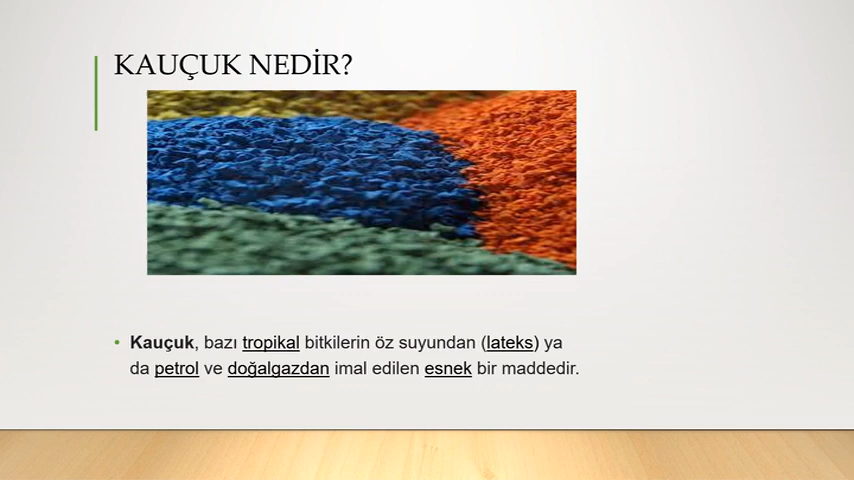 KAUÇUK NEDİR?
• Kauçuk, bazı tropikal bitkilerin öz suyundan (lateks) ya
da petrol ve doğalgazdan imal edilen esnek bir maddedir.